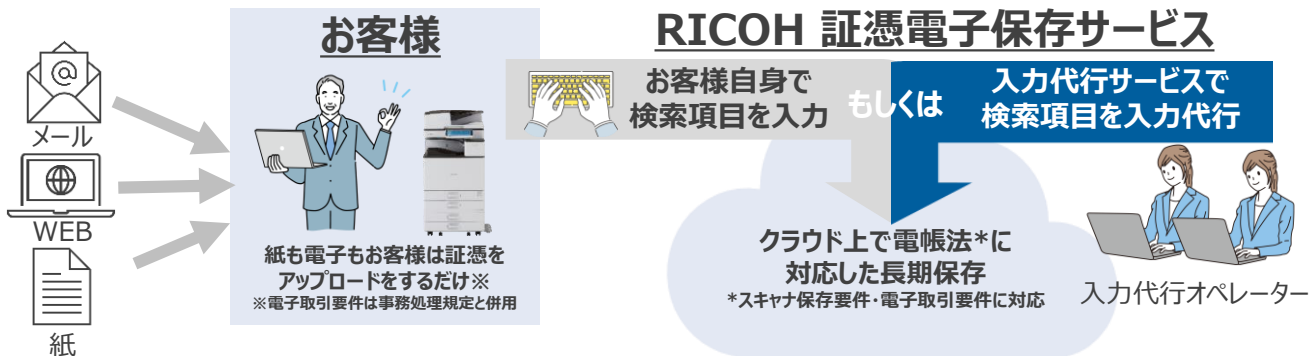 メール
WEB
紙
お客様
紙も電子もお客様は証憑を
アップロードをするだけ※
※電子取引要件は事務処理規定と併用
RICOH 証憑電子保存サービス
お客様自身で
検索項目を入力
もしくは
入力代行サービスで
検索項目を入力代行
クラウド上で電帳法*に
対応した長期保存
*スキャナ保存要件・電子取引要件に対応
入力代行オペレーター